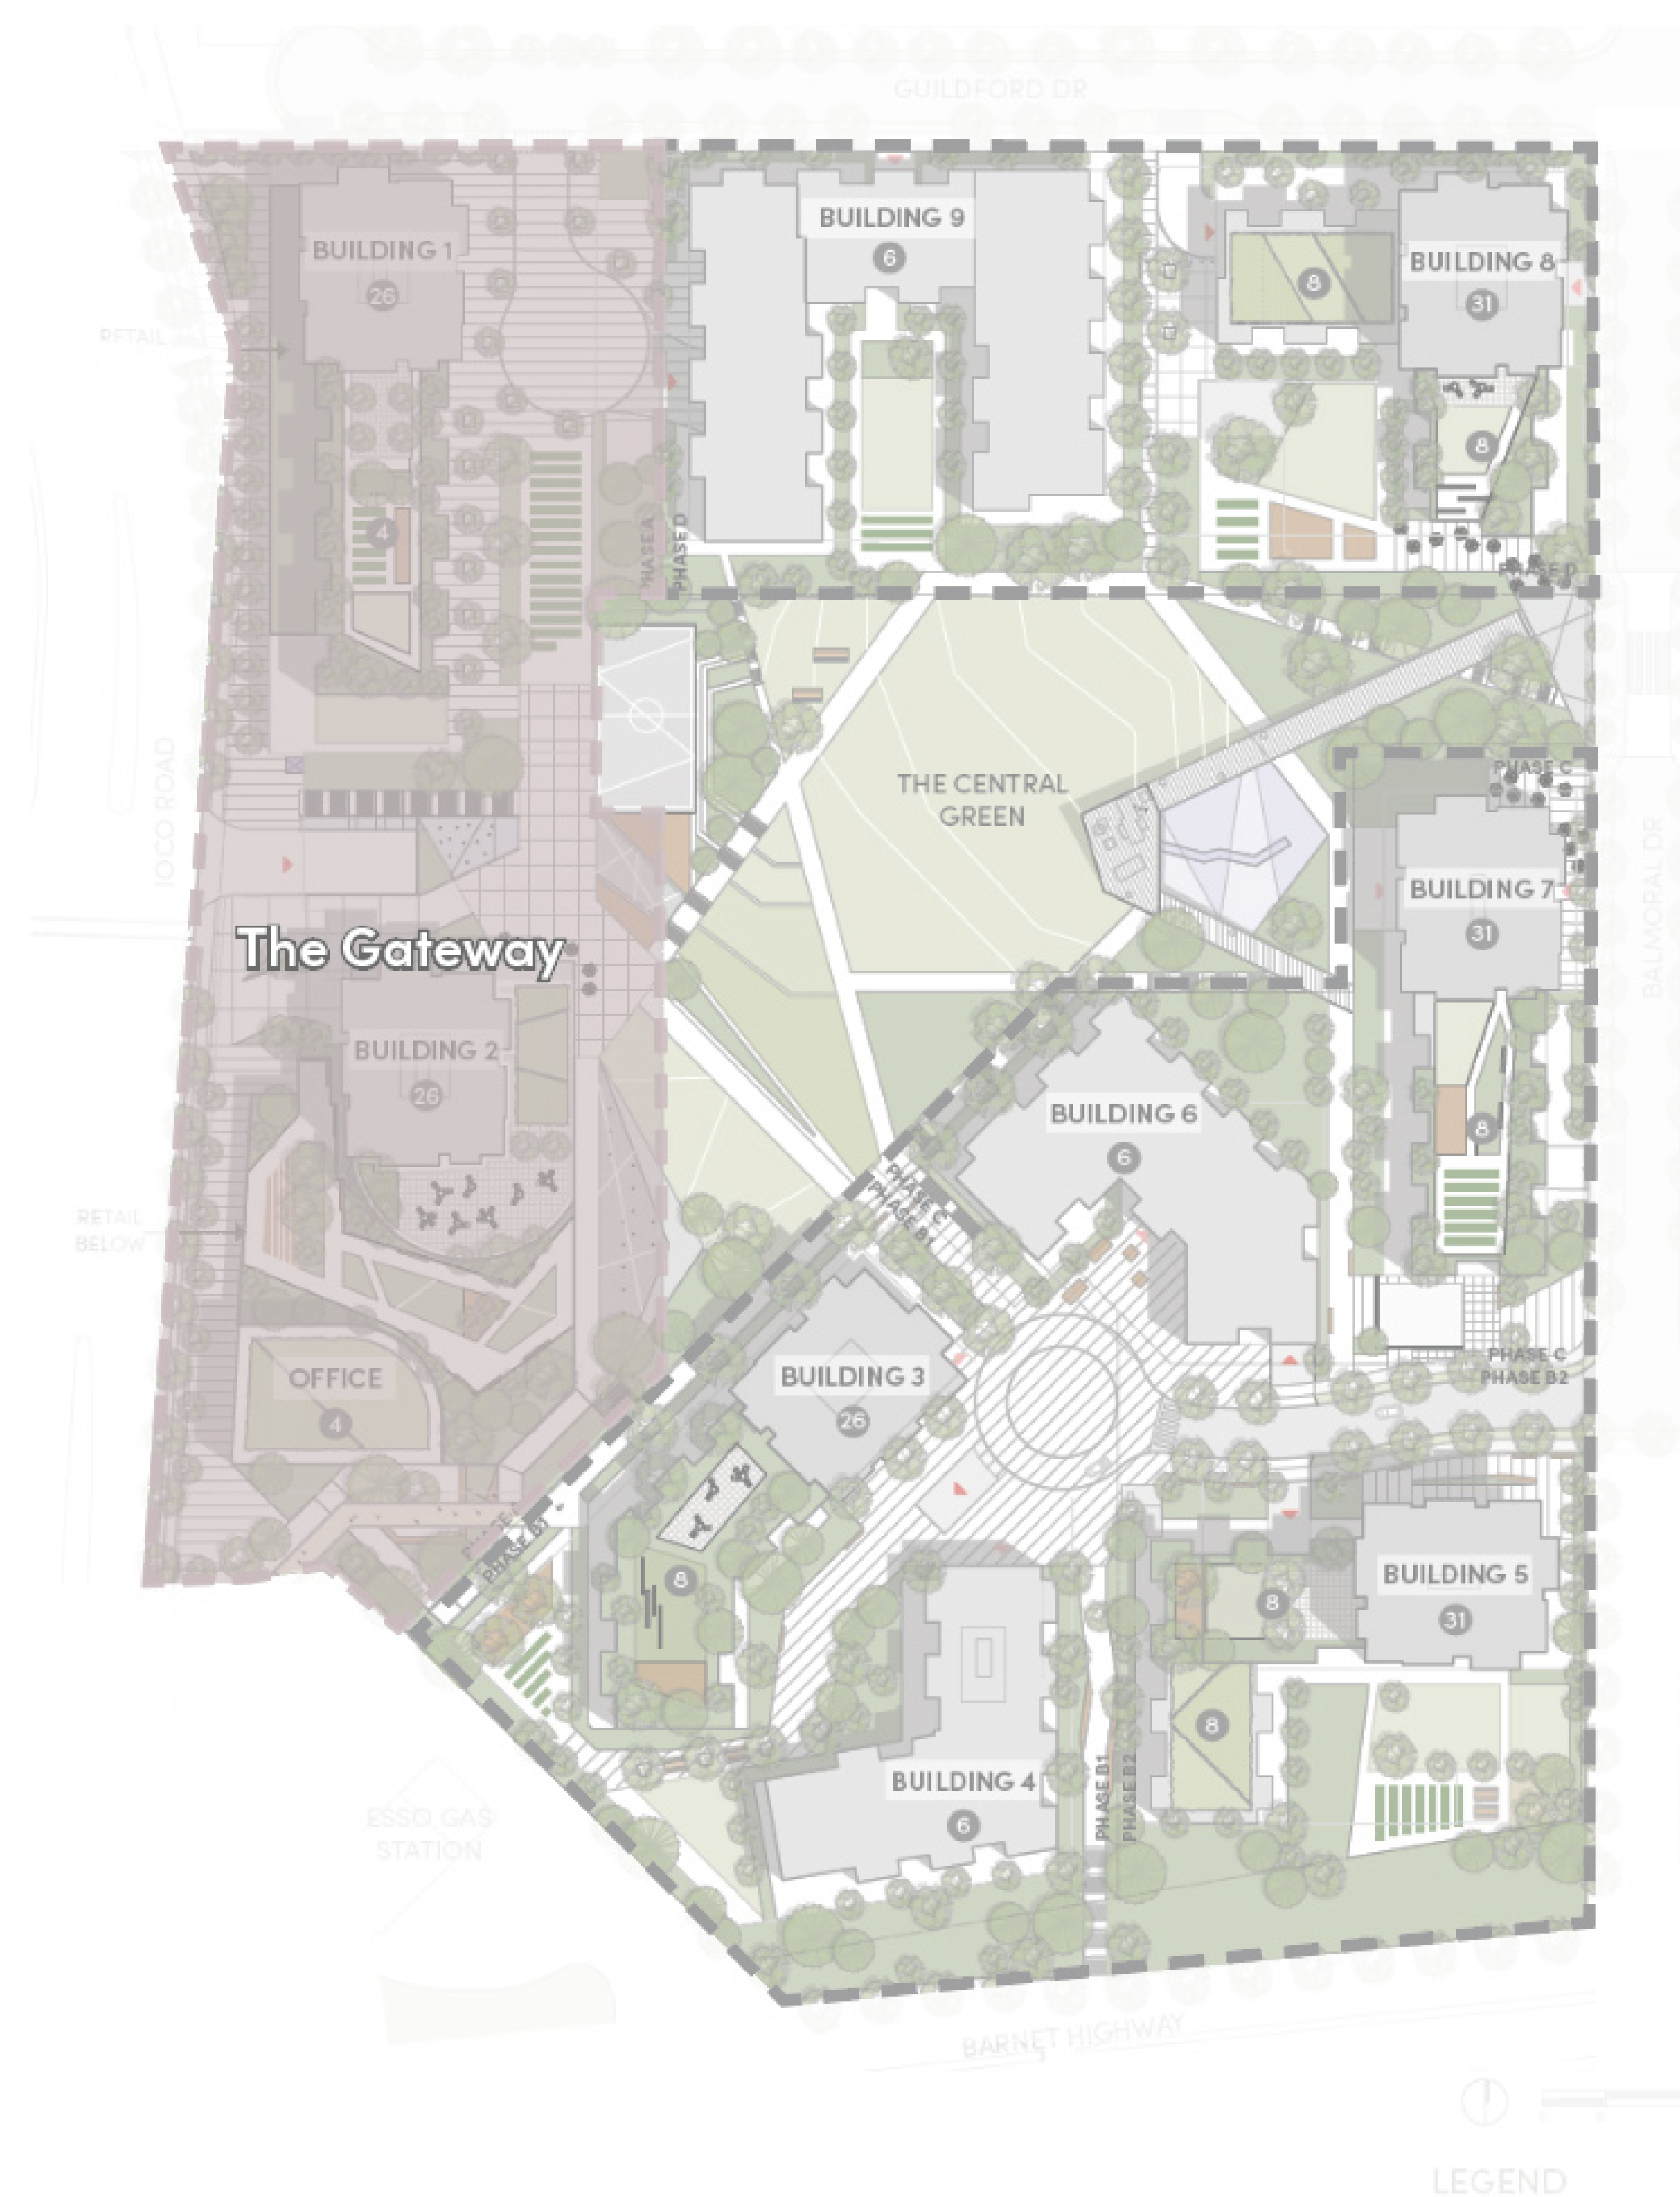 GUILDFORD DR
BUILDING 9
6
BUILDING 1
26
BUILDING 8
31
8
RETAIL
8
4
PHASE A
PHASE D
PHASE D
IOCO ROAD
THE CENTRAL
GREEN
PHASE C
BALMORAL DR
BUILDING 7
31
The Gateway
BUILDING 2
26
BUILDING 6
6
8
RETAIL
BELOW
PHASE C
PHASE B1
OFFICE
4
BUILDING 3
26
PHASE C
PHASE B2
PHASE
PHASE B1
8
BUILDING 5
31
8
8
BUILDING 4
6
PHASE B1
PHASE B2
ESSO GAS
STATION
BARNET HIGHWAY
LEGEND